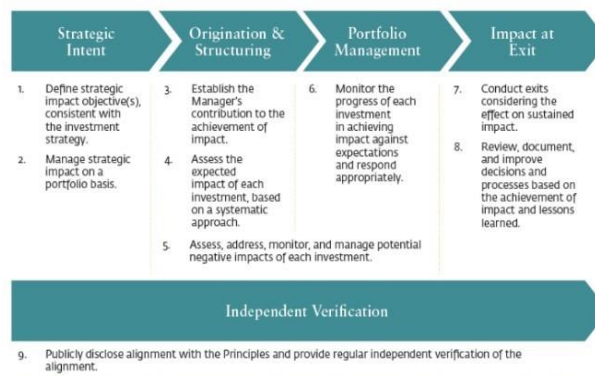 Strategic
Intent
Origination &
Structuring
Portfolio
Management
Impact at
Exit
1. Define strategic
impact objective(s),
consistent with
the investment
strategy.
2. Manage strategic
impact on a
portfolio basis.
3. Establish the
Manager's
contribution to the
achievement of
impact.
4. Assess the
expected
impact of each
investment, based
on a systematic
approach.
5. Assess, address, monitor, and manage potential
negative impacts of each investment.
6. Monitor the
progress of each
investment
in achieving
impact against
expectations
and respond
appropriately.
7. Conduct exits
considering the
effect on sustained
impact.
8. Review, document,
and improve
decisions and
processes based on
the achievement of
impact and lessons
learned.
Independent Verification
9. Publicly disclose alignment with the Principles and provide regular independent verification of the
alignment.